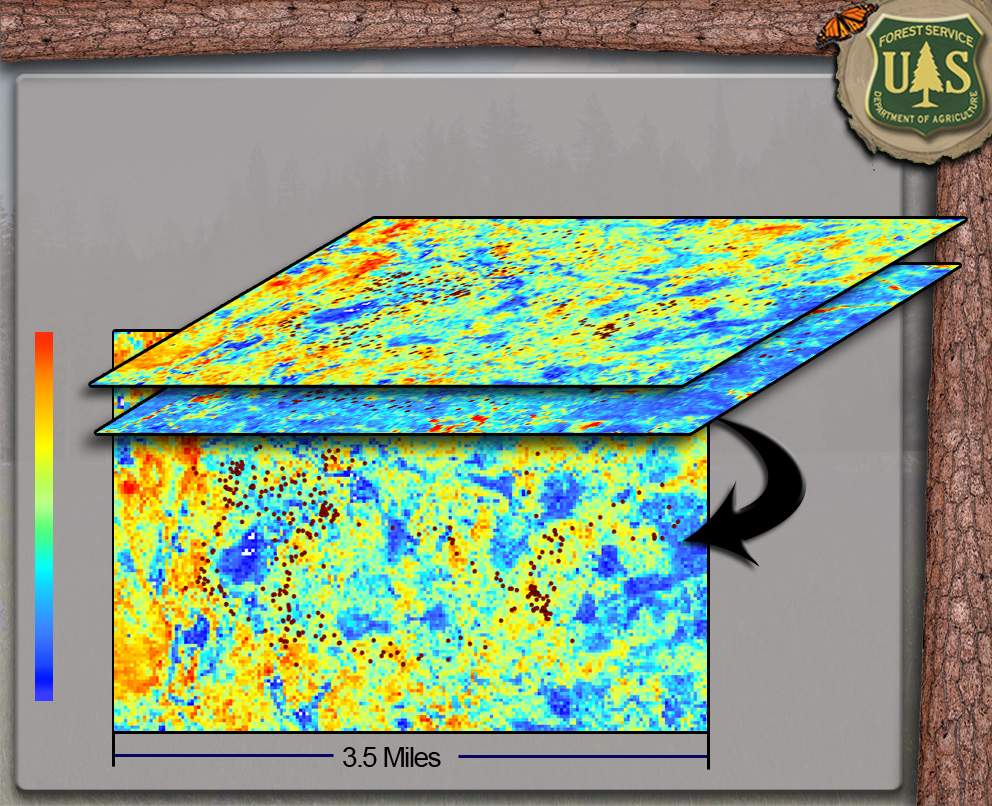 FOREST SERVICE
U S
DEPARTMENT OF AGRICULTURE
3.5 Miles